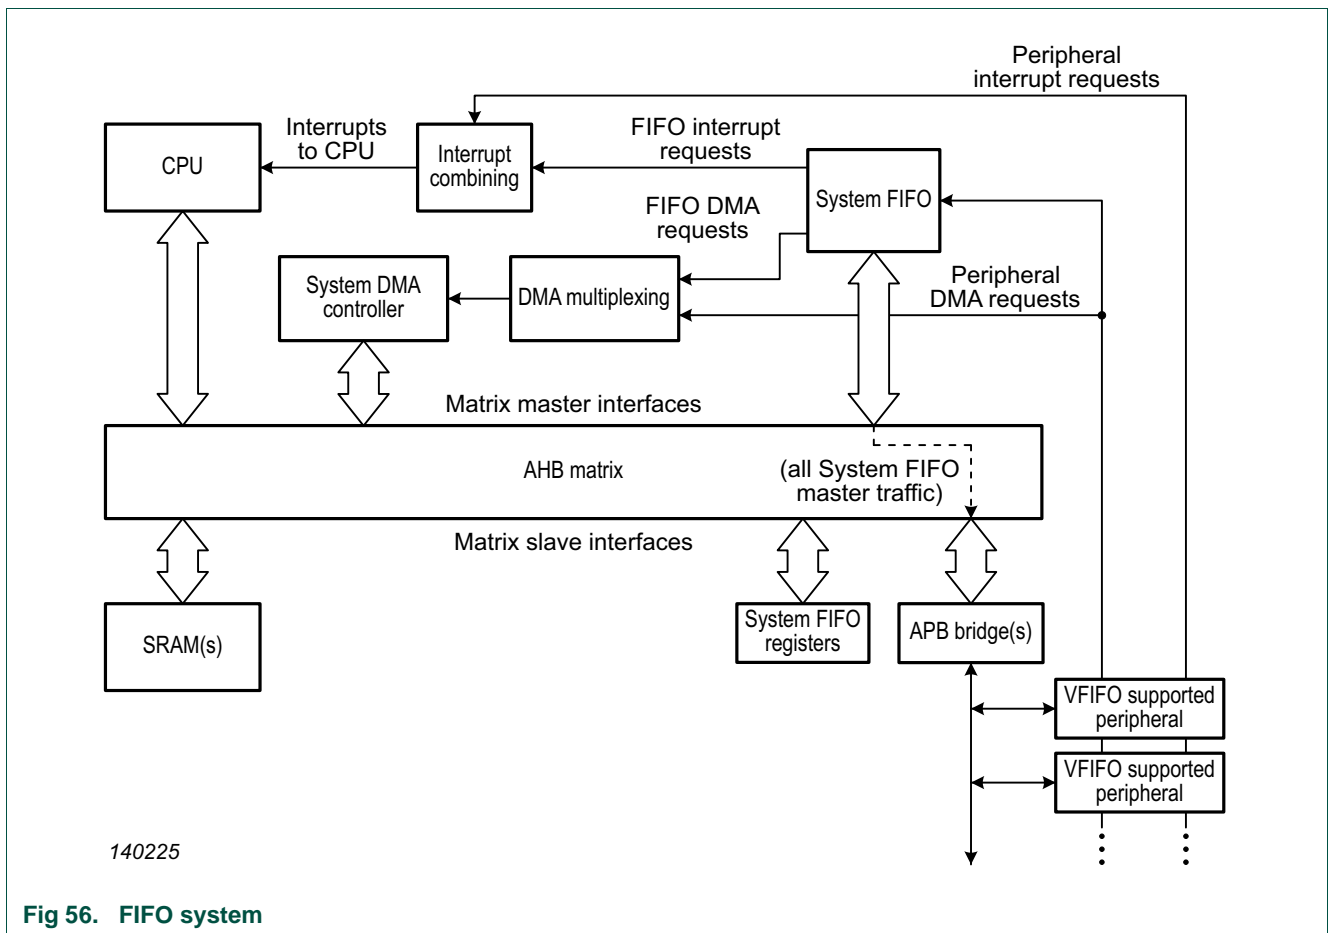 Peripheral
interrupt requests
CPU
Interrupts
to CPU
Interrupt
combining
FIFO interrupt
requests
System FIFO
FIFO DMA
requests
System DMA
controller
DMA multiplexing
Peripheral
DMA requests
Matrix master interfaces
AHB matrix
(all System FIFO
master traffic)
Matrix slave interfaces
SRAM(s)
System FIFO
registers
APB bridge(s)
VFIFO supported
peripheral
VFIFO supported
peripheral
140225
Fig 56. FIFO system